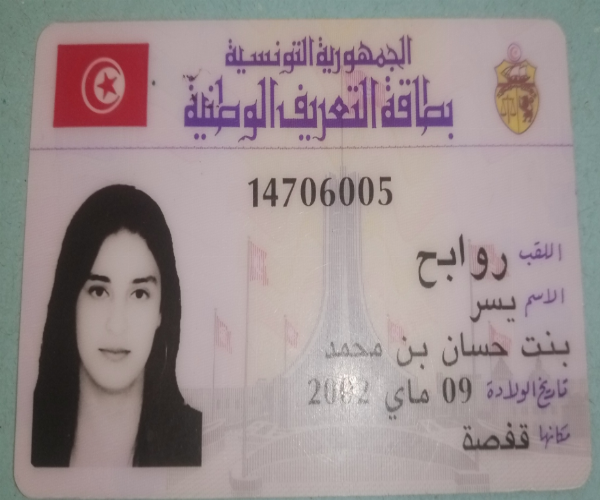 الجمهورية التونسية
بطاقة التعريف الوطنية
14706005
اللقب روابح
الاسم يسر
بنت حسان بن محمد
تاريخ الولادة 09 ماي 2002
مكانها قفصة